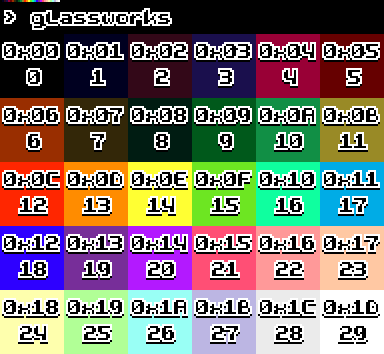 > glassworks
0x00 0x01 0x02 0x03 0x04 0x05
0 1 2 3 4 5
0x06 0x07 0x08 0x09 0x0A 0x0B
6 7 8 9 10 11
0x0C 0x0D 0x0E 0x0F 0x10 0x11
12 13 14 15 16 17
0x12 0x13 0x14 0x15 0x16 0x17
18 19 20 21 22 23
0x18 0x19 0x1A 0x1B 0x1C 0x1D
24 25 26 27 28 29